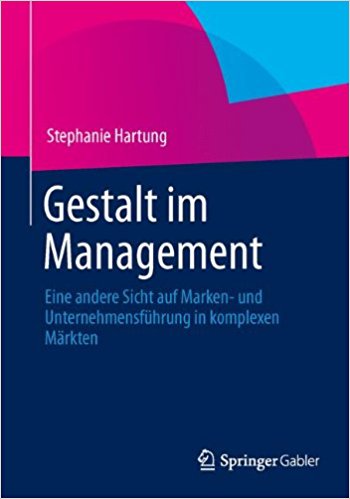 Stephanie Hartung
Gestalt im
Management
Eine andere Sicht auf Marken- und
Unternehmensführung in komplexen
Märkten
Springer Gabler